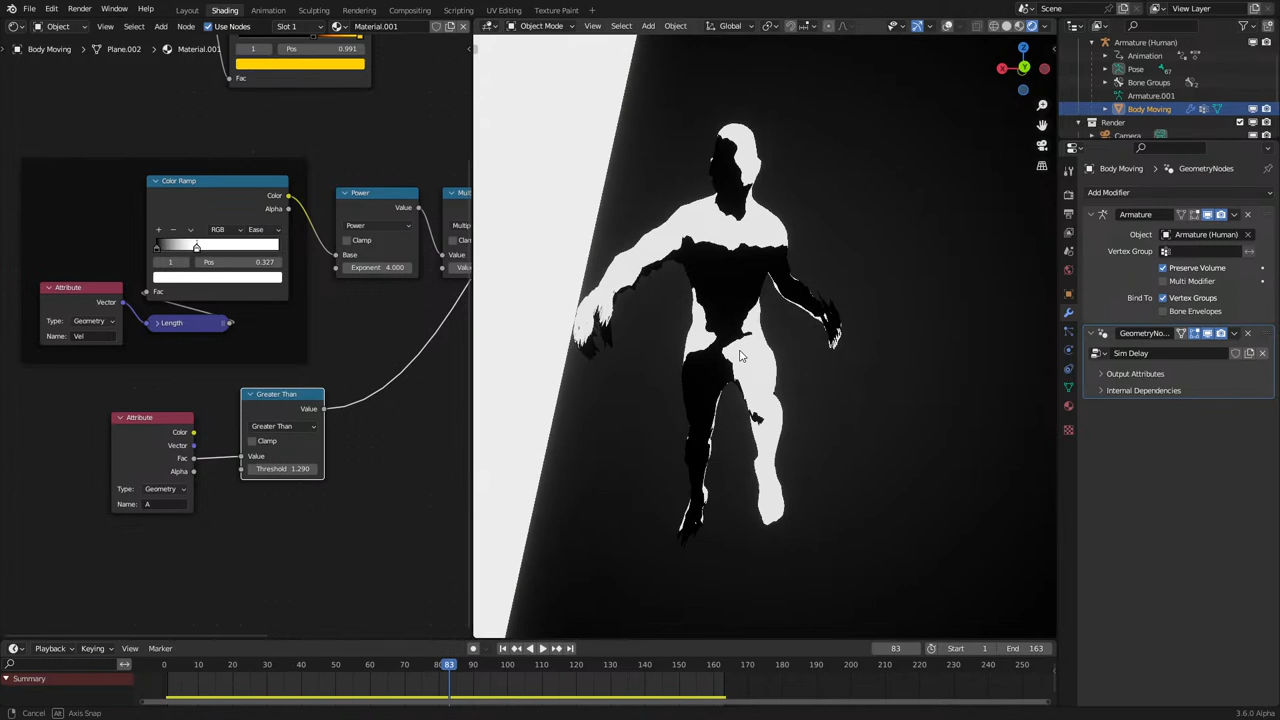 File Edit Render Window Help Layout Shading Animation Sculpting Rendering Compositing Scripting UV Editing Texture Paint Scene View Layer
Object View Select Add Node Use Nodes Slot 1 Material.001
Object Mode View Select Add Object Global
Body Moving Plane.002 Material.001
1 Pos 0.991
Fac
Color Ramp
Color
Alpha
RGB Ease
1 Pos 0.327
Fac
Power
Value
Power
Clamp
Base
Exponent 4.000
Clam
Value
Attribute
Vector
Type: Geometry
Name: Vel
Length
Greater Than
Value
Greater Than
Clamp
Value
Threshold 1.290
Attribute
Color
Vector
Fac
Alpha
Type: Geometry
Name: A
X
Y
Z
Armature (Human)
Animation
Pose 67
Bone Groups 2
Armature.001
Body Moving
Render
Camera
Body Moving GeometryNodes
Add Modifier
Armature
Object Armature (Human)
Vertex Group
Preserve Volume
Multi Modifier
Bind To Vertex Groups
Bone Envelopes
GeometryNo...
Sim Delay
Output Attributes
Internal Dependencies
Playback Keying View Marker 83 Start 1 End 163
1 10 20 30 40 50 60 70 80 83 90 100 110 120 130 140 150 160 170 180 190 200 210 220 230 240 250
Summary
Cancel Alt Axis Snap 3.6.0 Alpha